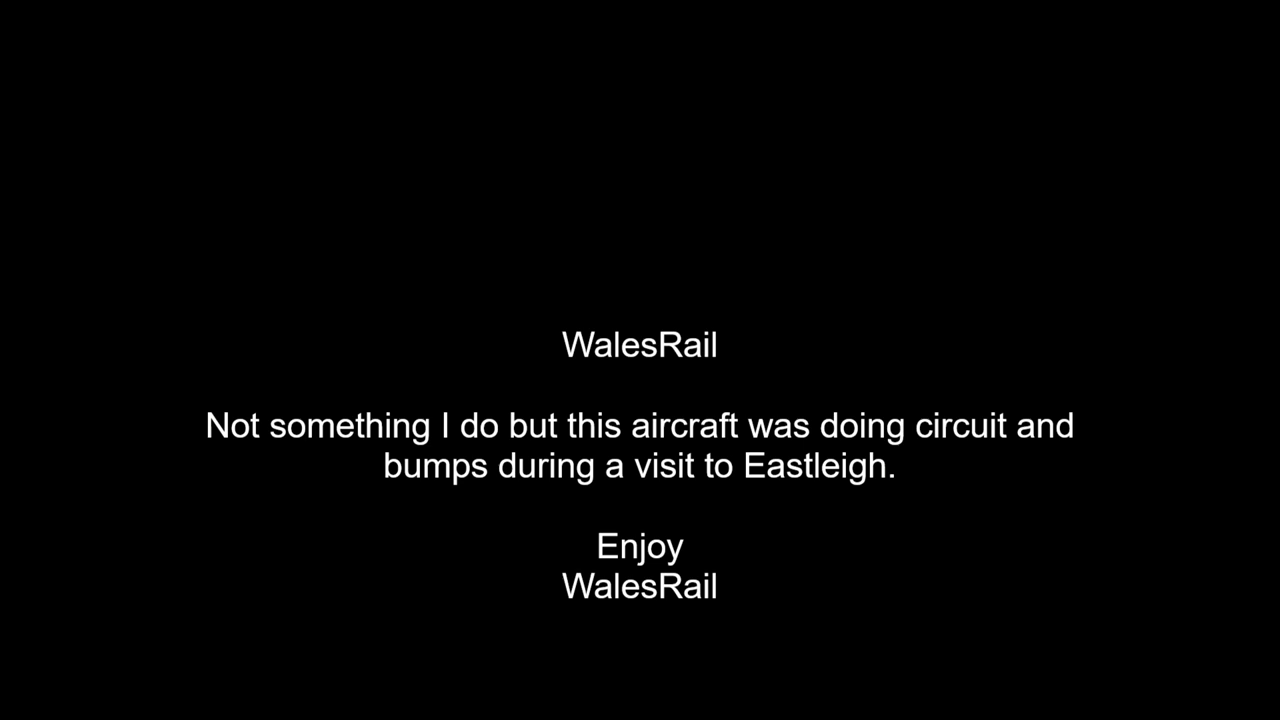 WalesRail
Not something I do but this aircraft was doing circuit and
bumps during a visit to Eastleigh.
Enjoy
WalesRail